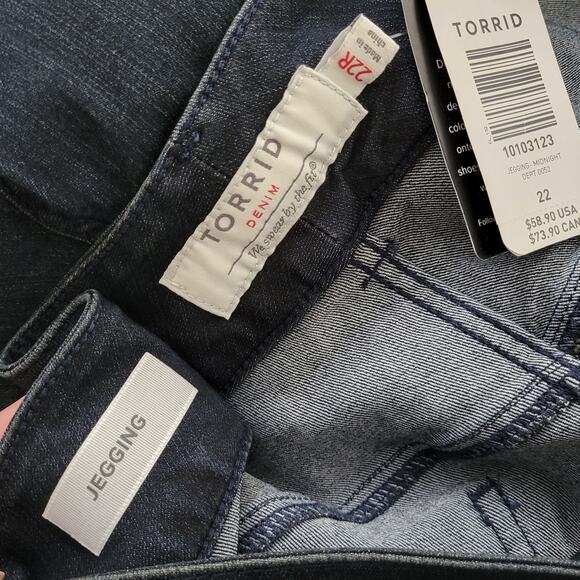 22R
Made in
china
TORRID
DENIM
We swear by the fit®
JEGGING
TORRID
10103123
JEGGING - MIDNIGHT
DEPT 0052
22
$58.90 USA
$73.90 CAN
Follow